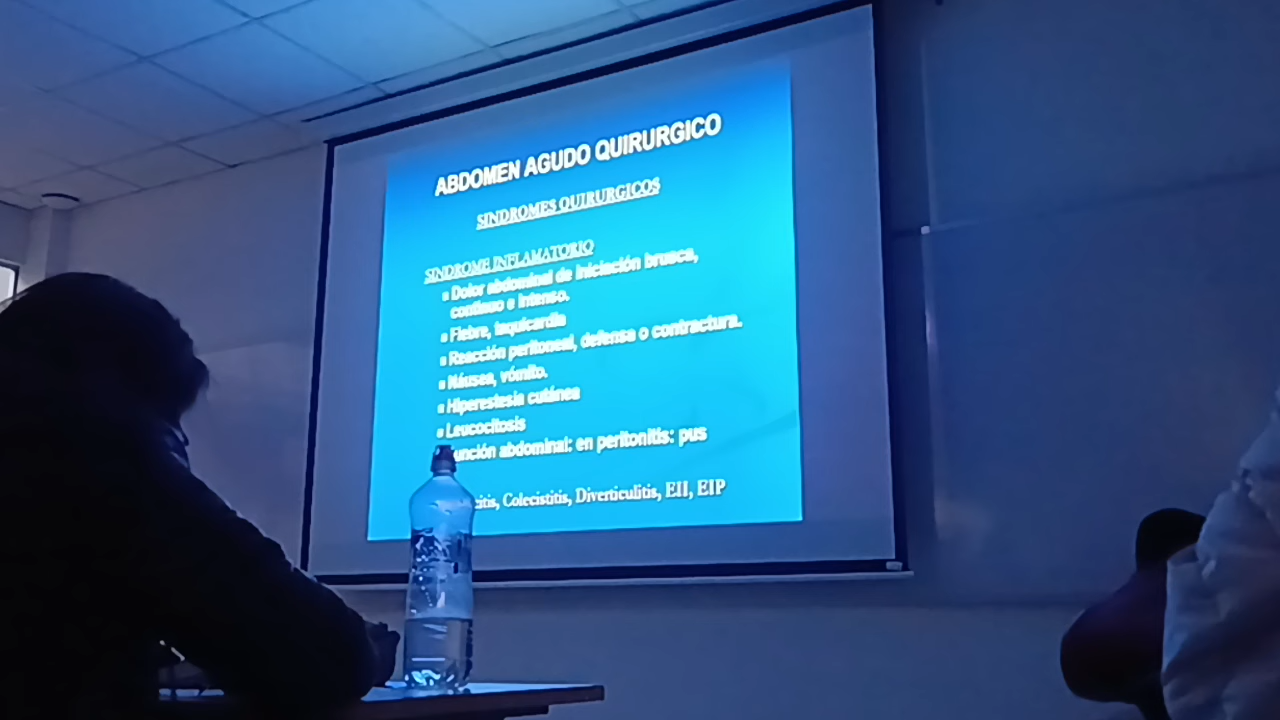 ABDOMEN AGUDO QUIRURGICO
SINDROMES QUIRURGICOS
SINDROME INFLAMATORIO
Dolor abdominal de iniciación brusca,
continuo e intenso.
Fiebre, taquicardia
Reacción peritoneal, defensa o contractura.
Náusea, vómito.
Hiperestesia cutánea
Leucocitosis
abdominal: en peritonitis: pus
Colecistitis, Diverticulitis, EII, EIP